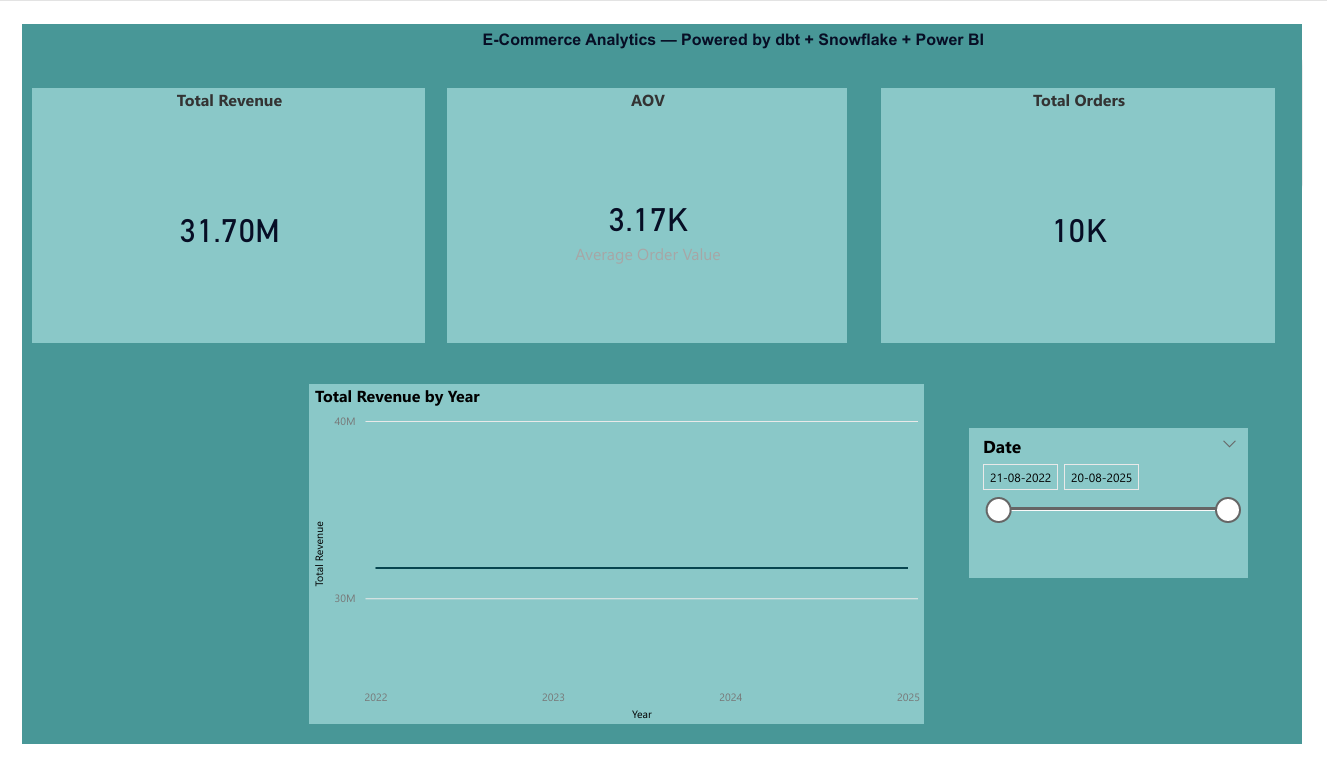 E-Commerce Analytics — Powered by dbt + Snowflake + Power BI
Total Revenue
31.70M
AOV
3.17K
Average Order Value
Total Orders
10K
Total Revenue by Year
40M
30M
Total Revenue
2022 2023 2024 2025
Year
Date
21-08-2022 20-08-2025